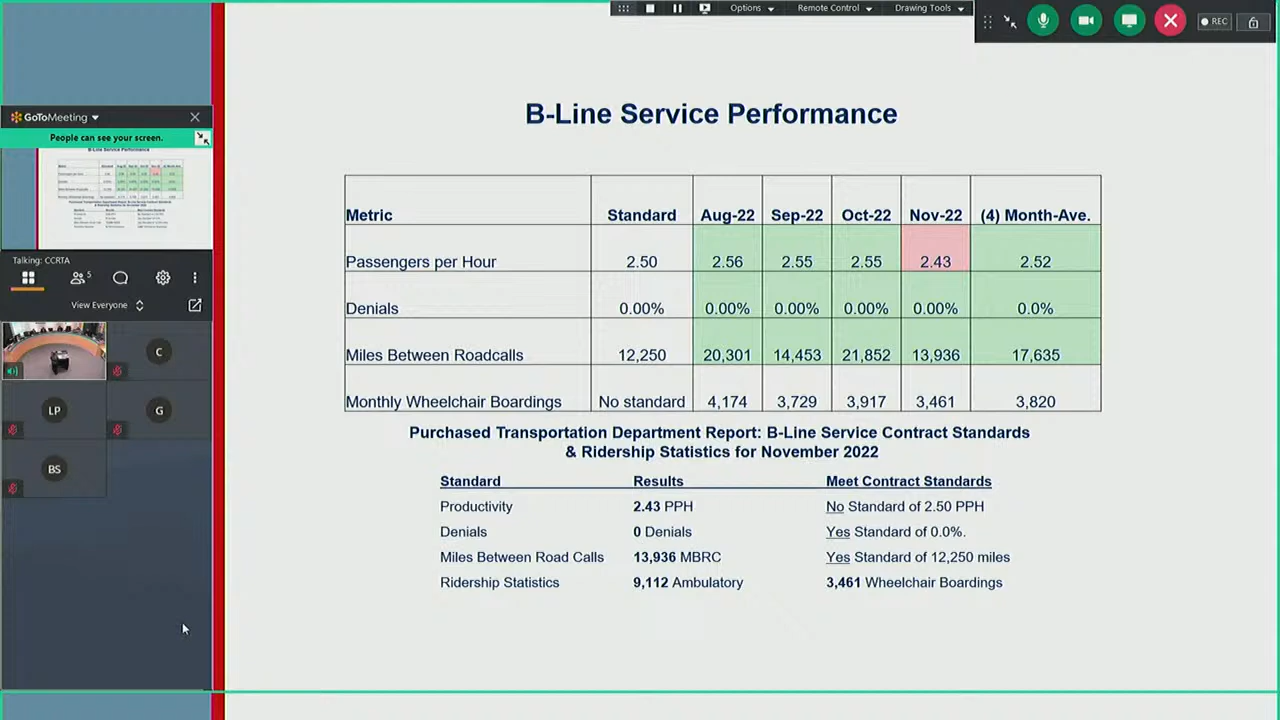 Options
Remote Control
Drawing Tools
REC
GoToMeeting
People can see your screen.
B-Line Service Performance
Talking: CCRTA
5
View Everyone
C
LP
G
BS
B-Line Service Performance
Metric Standard Aug-22 Sep-22 Oct-22 Nov-22 (4) Month-Ave.
Passengers per Hour 2.50 2.56 2.55 2.55 2.43 2.52
Denials 0.00% 0.00% 0.00% 0.00% 0.00% 0.0%
Miles Between Roadcalls 12,250 20,301 14,453 21,852 13,936 17,635
Monthly Wheelchair Boardings No standard 4,174 3,729 3,917 3,461 3,820
Purchased Transportation Department Report: B-Line Service Contract Standards
& Ridership Statistics for November 2022
Standard Results Meet Contract Standards
Productivity 2.43 PPH No Standard of 2.50 PPH
Denials 0 Denials Yes Standard of 0.0%.
Miles Between Road Calls 13,936 MBRC Yes Standard of 12,250 miles
Ridership Statistics 9,112 Ambulatory 3,461 Wheelchair Boardings